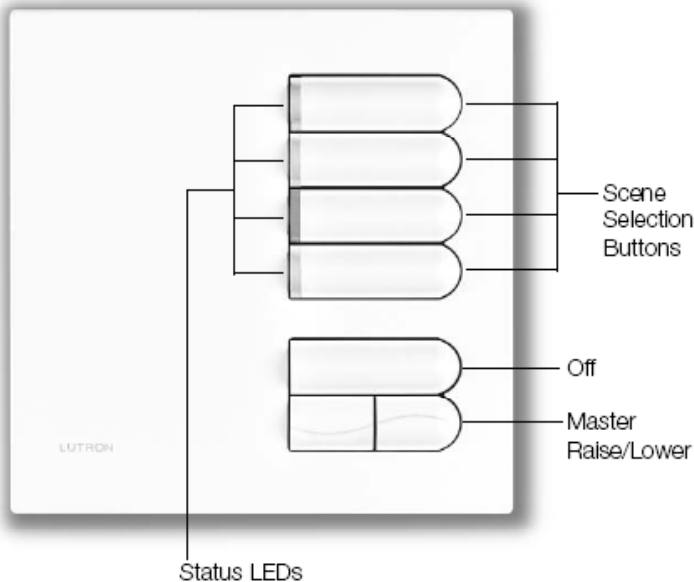 Scene
Selection
Buttons
Off
Master
Raise/Lower
LUTRON
Status LEDs